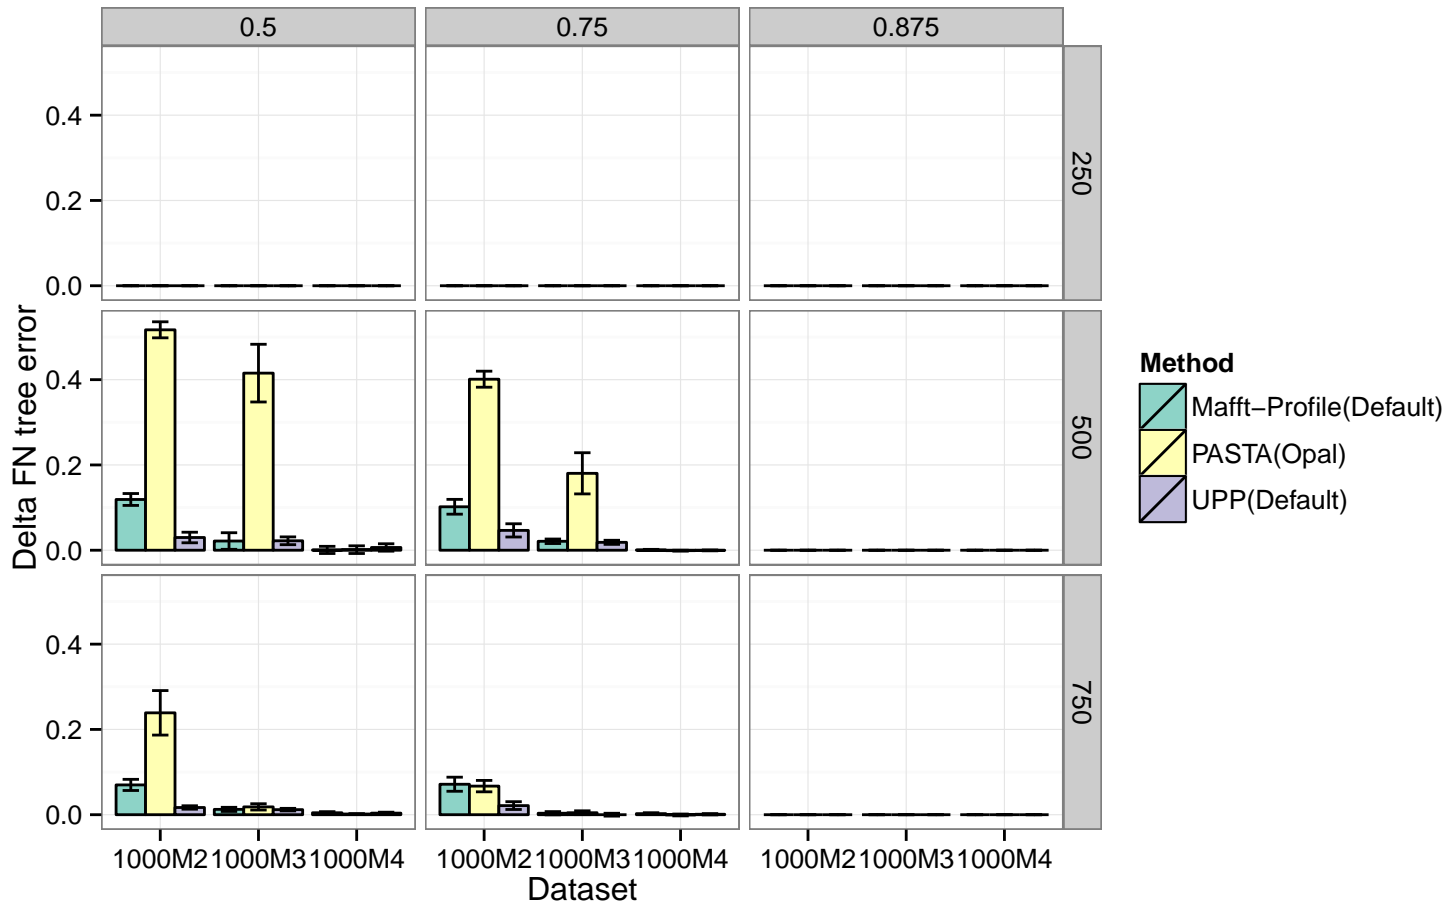 0.5 0.75 0.875
0.4
0.2
0.0
250
0.4
0.2
0.0
500
0.4
0.2
0.0
750
Delta FN tree error
1000M2 1000M3 1000M4 1000M2 1000M3 1000M4 1000M2 1000M3 1000M4
Dataset
Method
Mafft−Profile(Default)
PASTA(Opal)
UPP(Default)